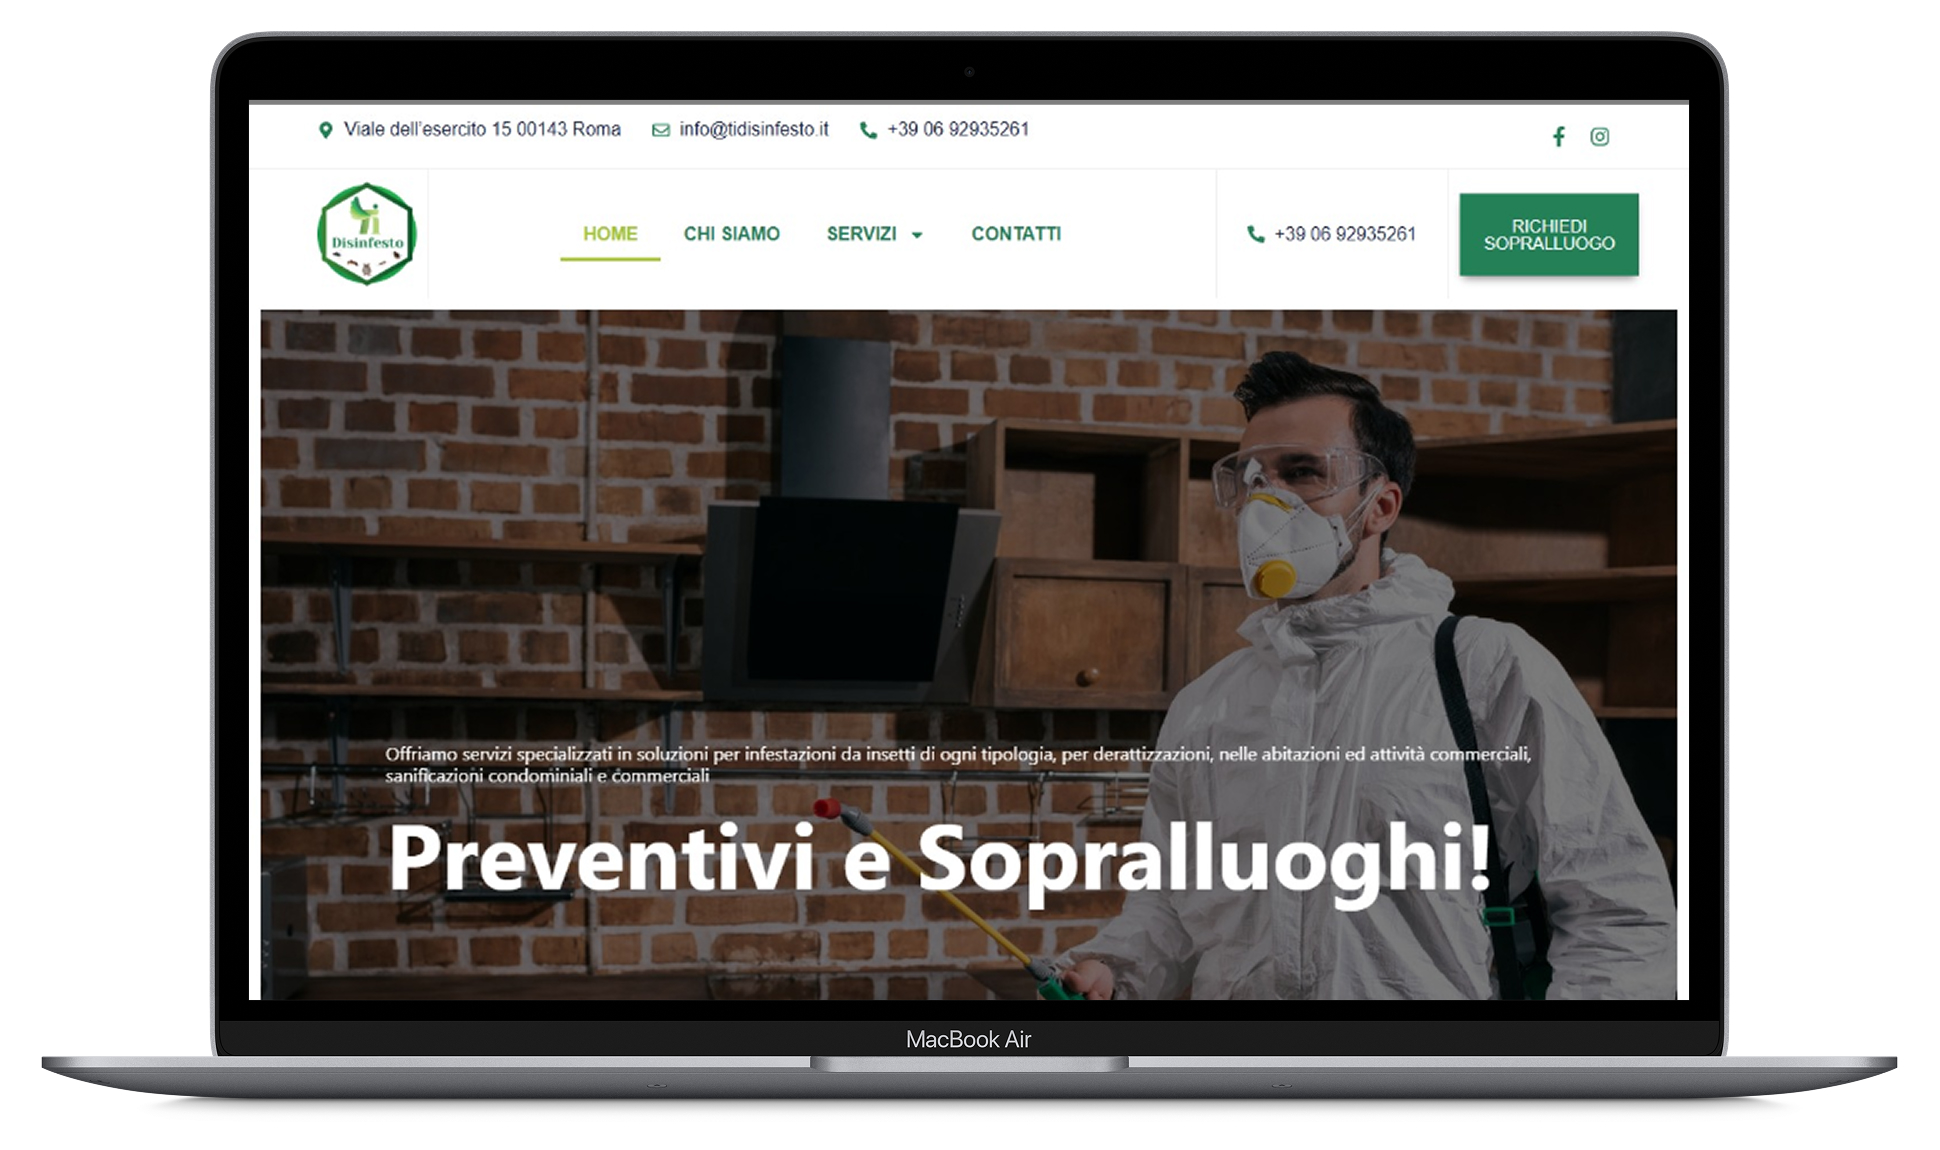 Viale dell'esercito 15 00143 Roma info@tidisinfesto.it +39 06 92935261
Ti
Disinfesto
HOME CHI SIAMO SERVIZI CONTATTI
+39 06 92935261
RICHIEDI
SOPRALLUOGO
Offriamo servizi specializzati in soluzioni per infestazioni da insetti di ogni tipologia, per derattizzazioni, nelle abitazioni ed attività commerciali,
sanificazioni condominiali e commerciali
Preventivi e Sopralluoghi!
MacBook Air